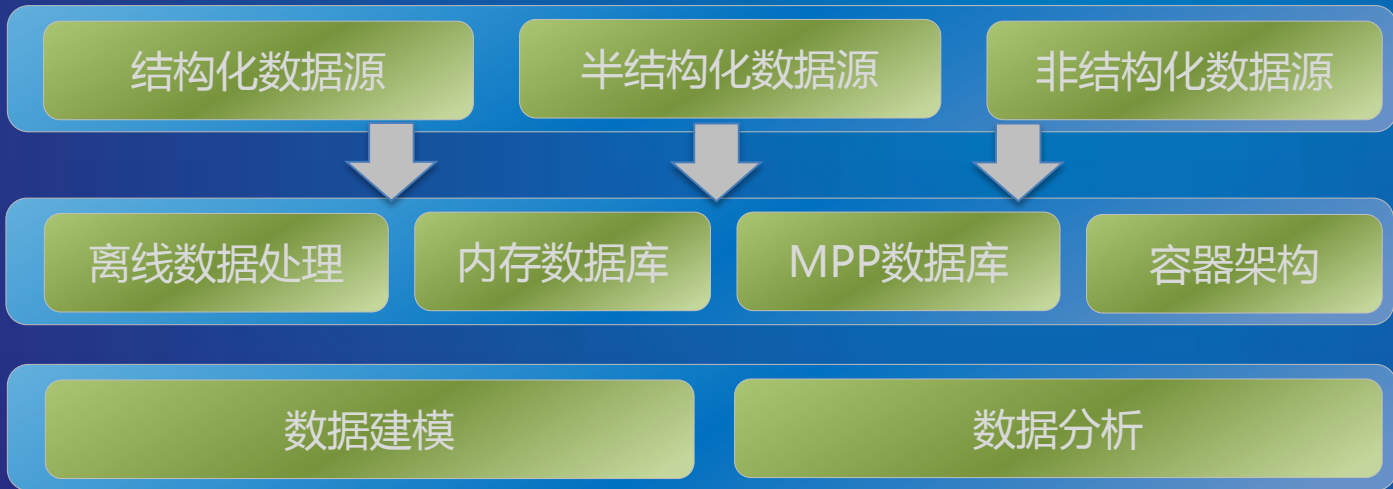 结构化数据源
半结构化数据源
非结构化数据源
离线数据处理
内存数据库
MPP数据库
容器架构
数据建模
数据分析